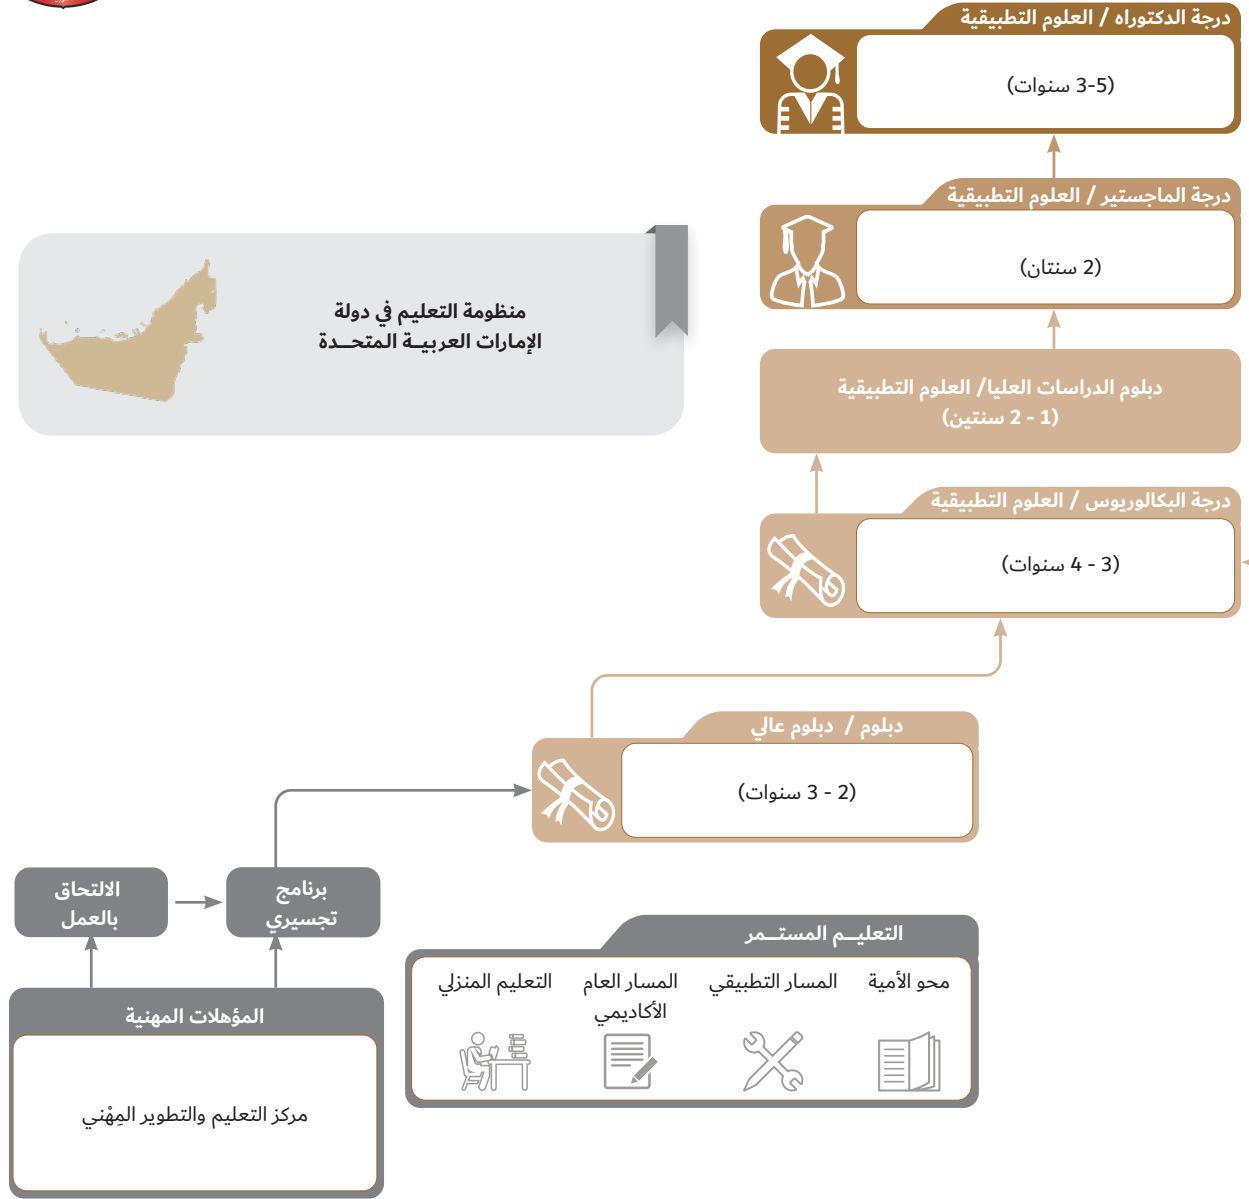 درجة الدكتوراه / العلوم التطبيقية
(3-5 سنوات)
درجة الماجستير / العلوم التطبيقية
(2 سنتان)
منظومة التعليم في دولة
الإمارات العربيــة المتحــدة
دبلوم الدراسات العليا/ العلوم التطبيقية
(1 - 2 سنتين)
درجة البكالوريوس / العلوم التطبيقية
(3 - 4 سنوات)
دبلوم / دبلوم عالي
(2 - 3 سنوات)
برنامج
تجسيري
الالتحاق
بالعمل
التعليــم المستــمر
محو الأمية
المسار التطبيقي
المسار العام
الأكاديمي
التعليم المنزلي
المؤهلات المهنية
مركز التعليم والتطوير المِهْني